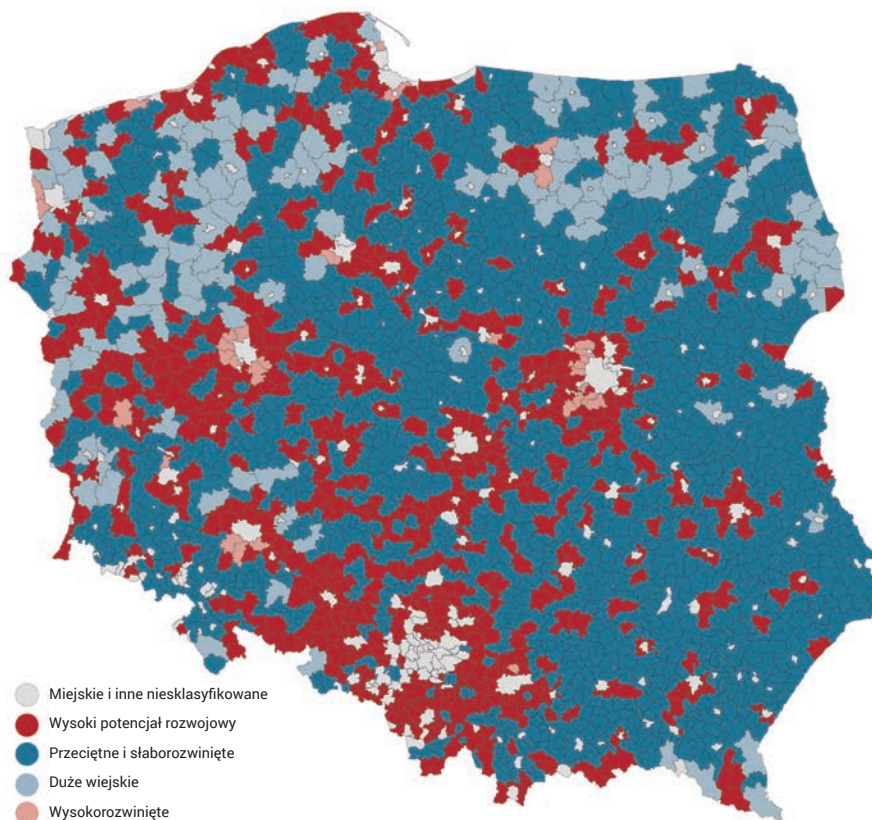 Miejskie i inne niesklasyfikowane
Wysoki potencjał rozwojowy
Przeciętne i słaborozwinięte
Duże wiejskie
Wysokorozwinięte